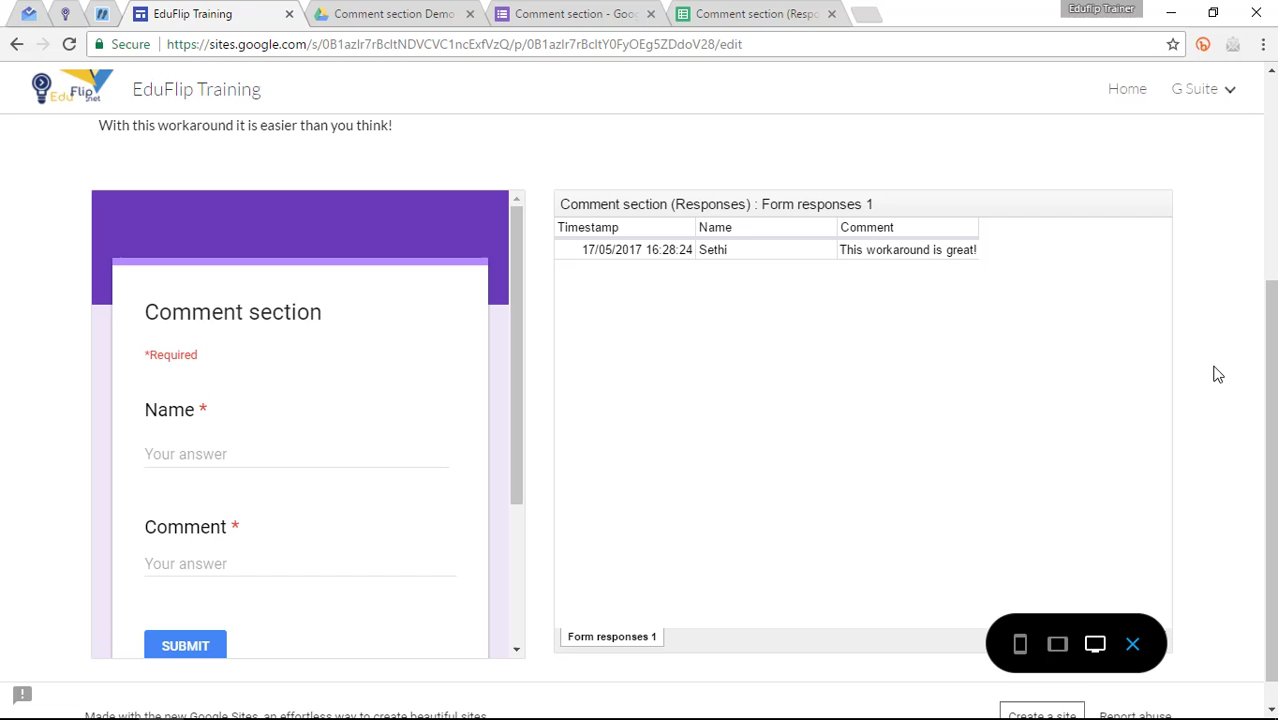 Eduflip Trainer
EduFlip Training
Comment section Demo
Comment section - Goo
Comment section (Respo
Secure
https://sites.google.com/s/0B1azlr7rBcltNDVCVC1ncExfVzQ/p/0B1azlr7rBcltY0FyOEg5ZDdoV28/edit
EduFlip.net
EduFlip Training
Home
G Suite
With this workaround it is easier than you think!
Comment section
*Required
Name *
Your answer
Comment *
Your answer
SUBMIT
Comment section (Responses) : Form responses 1
Timestamp Name Comment
17/05/2017 16:28:24 Sethi This workaround is great!
Form responses 1
Made with the new Google Sites, an effortless way to create beautiful sites.
Create a site
Report abuse